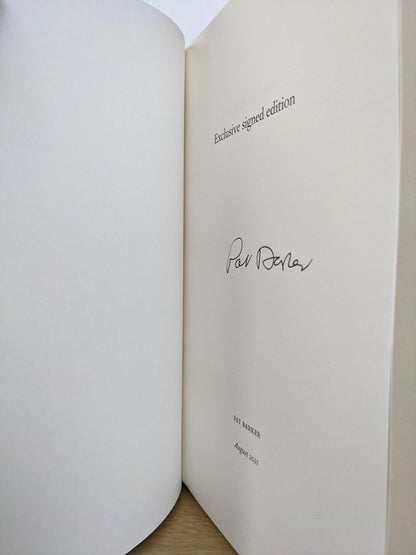 Exclusive signed edition
Pat Barker
PAT BARKER
August 2021